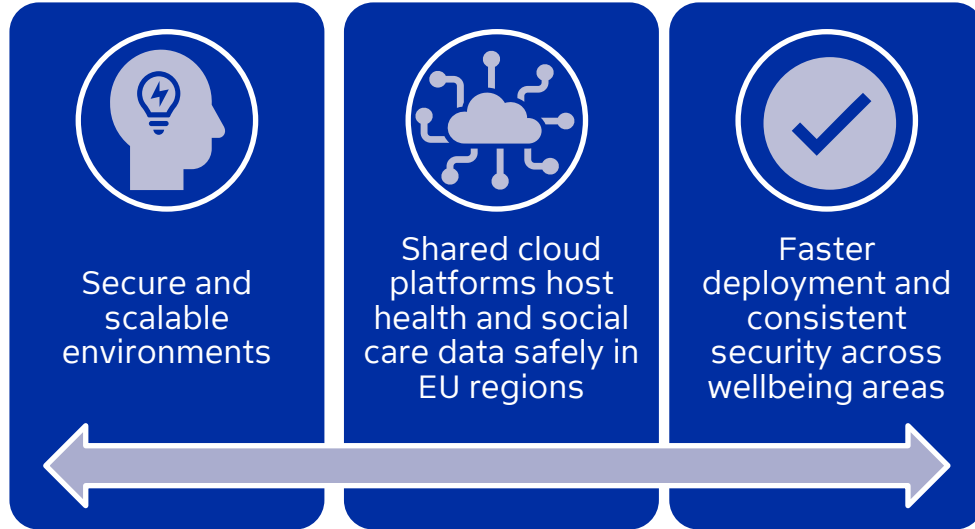 Secure and
scalable
environments
Shared cloud
platforms host
health and social
care data safely in
EU regions
Faster
deployment and
consistent
security across
wellbeing areas